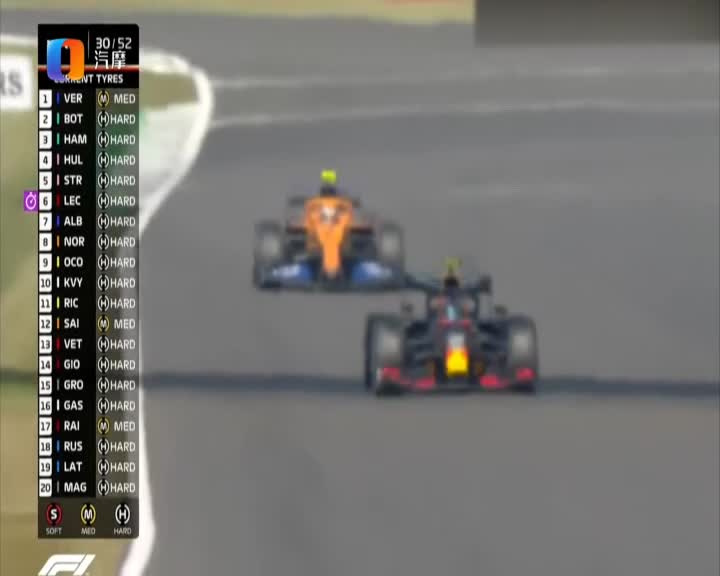 30/52
汽摩
CURRENT TYRES
1 VER M MED
2 BOT H HARD
3 HAM H HARD
4 HUL H HARD
5 STR H HARD
6 LEC H HARD
7 ALB H HARD
8 NOR H HARD
9 OCO H HARD
10 KVY H HARD
11 RIC H HARD
12 SAI M MED
13 VET H HARD
14 GIO H HARD
15 GRO H HARD
16 GAS H HARD
17 RAI M MED
18 RUS H HARD
19 LAT H HARD
20 MAG H HARD
S M H
SOFT MED HARD
F1